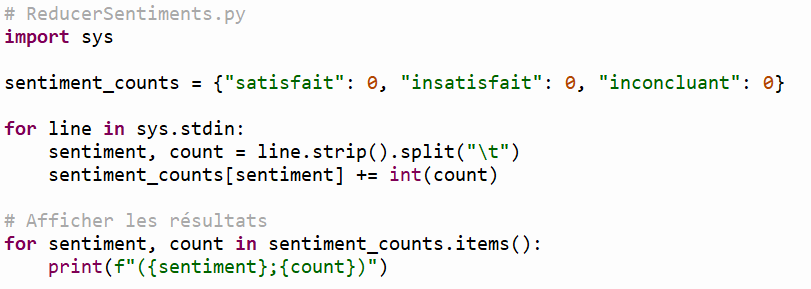 # ReducerSentiments.py
import sys

sentiment_counts = {"satisfait": 0, "insatisfait": 0, "inconcluant": 0}

for line in sys.stdin:
    sentiment, count = line.strip().split("\t")
    sentiment_counts[sentiment] += int(count)

# Afficher les résultats
for sentiment, count in sentiment_counts.items():
    print(f"({sentiment};{count})")